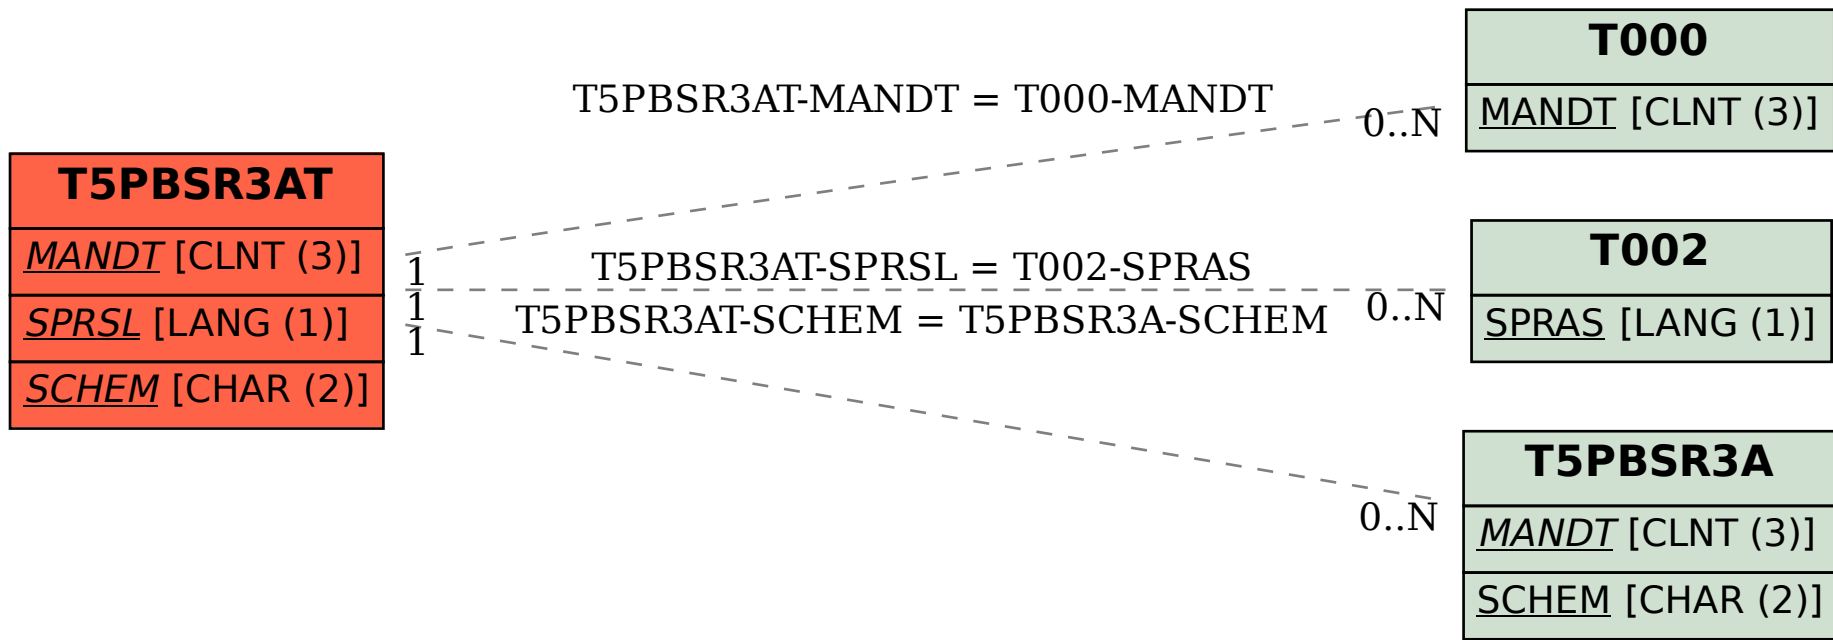 T000
T5PBSR3AT-MANDT = T000-MANDT
0..N
MANDT [CLNT (3)]
T5PBSR3AT
MANDT [CLNT (3)]
SPRSL [LANG (1)]
SCHEM [CHAR (2)]
1
T5PBSR3AT-SPRSL = T002-SPRAS
1
0..N
T5PBSR3AT-SCHEM = T5PBSR3A-SCHEM
1
T002
SPRAS [LANG (1)]
T5PBSR3A
0..N
MANDT [CLNT (3)]
SCHEM [CHAR (2)]